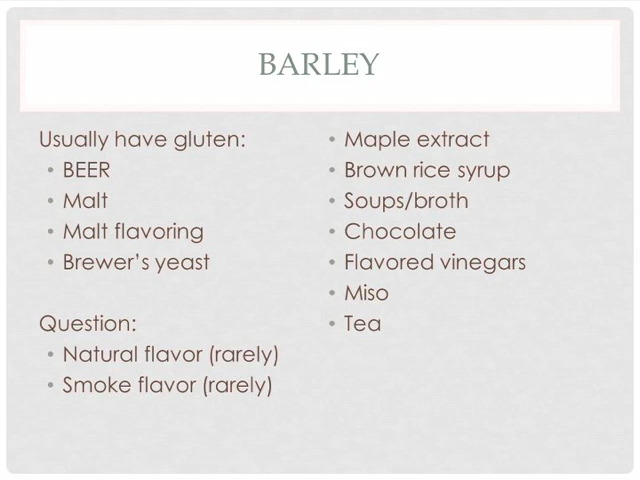 BARLEY
Usually have gluten:
• BEER
• Malt
• Malt flavoring
• Brewer’s yeast
Question:
• Natural flavor (rarely)
• Smoke flavor (rarely)
• Maple extract
• Brown rice syrup
• Soups/broth
• Chocolate
• Flavored vinegars
• Miso
• Tea